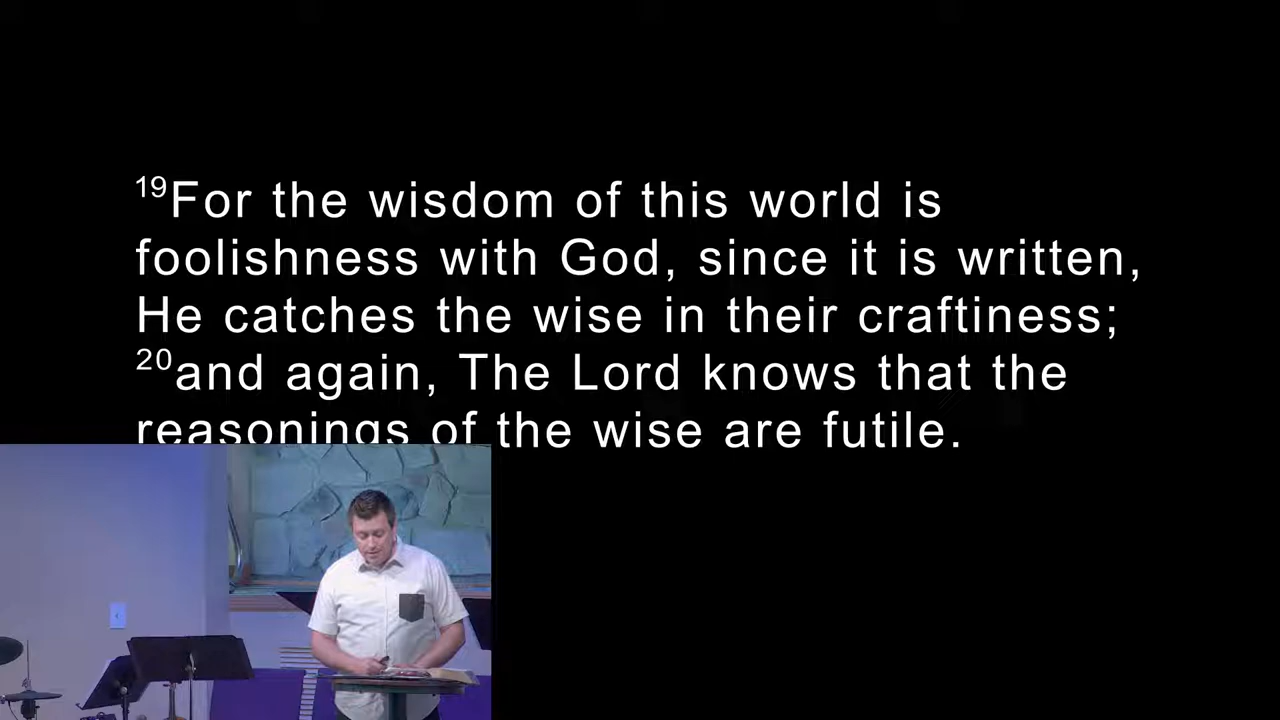 19For the wisdom of this world is
foolishness with God, since it is written,
He catches the wise in their craftiness;
20and again, The Lord knows that the
reasonings of the wise are futile.